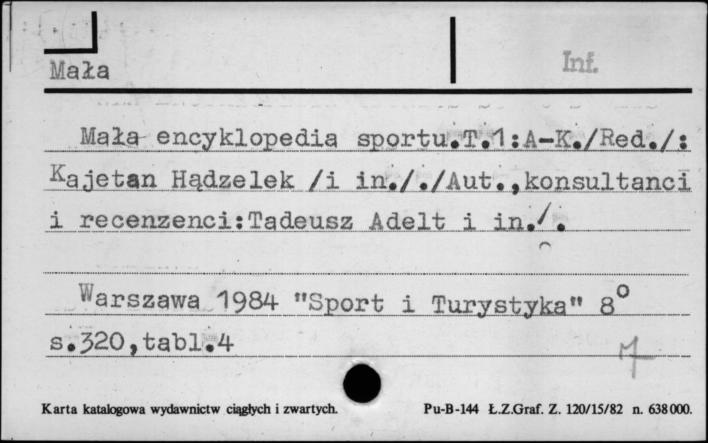 Mała
Inf.
Mała encyklopedia sportu.T.1:A-K./Red./:
Kajetan Hądzelek /i in././Aut.,konsultanci
i recenzenci:Tadeusz Adelt i in./.
Warszawa 1984 "Sport i Turystyka" 8°
s.320,tabl.4
Karta katalogowa wydawnictw ciągłych i zwartych.
Pu-B-144 Ł.Z.Graf. Z. 120/15/82 n. 638000.